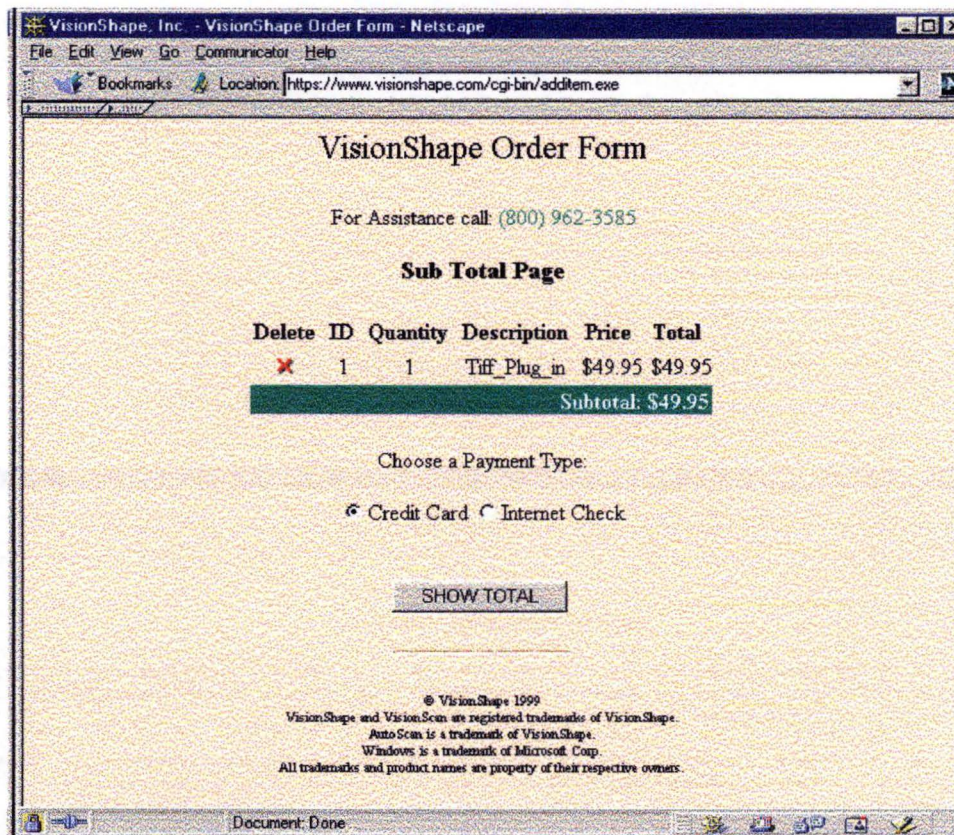 VisionShape, Inc. - VisionShape Order Form - Netscape
File Edit View Go Communicator Help
Bookmarks Location: https://www.visionshape.com/cgi-bin/additem.exe
VisionShape Order Form
For Assistance call: (800) 962-3585
Sub Total Page
Delete ID Quantity Description Price Total
1 1 Tiff_Plug_in $49.95 $49.95
Subtotal: $49.95
Choose a Payment Type:
Credit Card Internet Check
SHOW TOTAL
© VisionShape 1999
VisionShape and VisionScan are registered trademarks of VisionShape.
AutoScan is a trademark of VisionShape.
Windows is a trademark of Microsoft Corp.
All trademarks and product names are property of their respective owners.
Document: Done